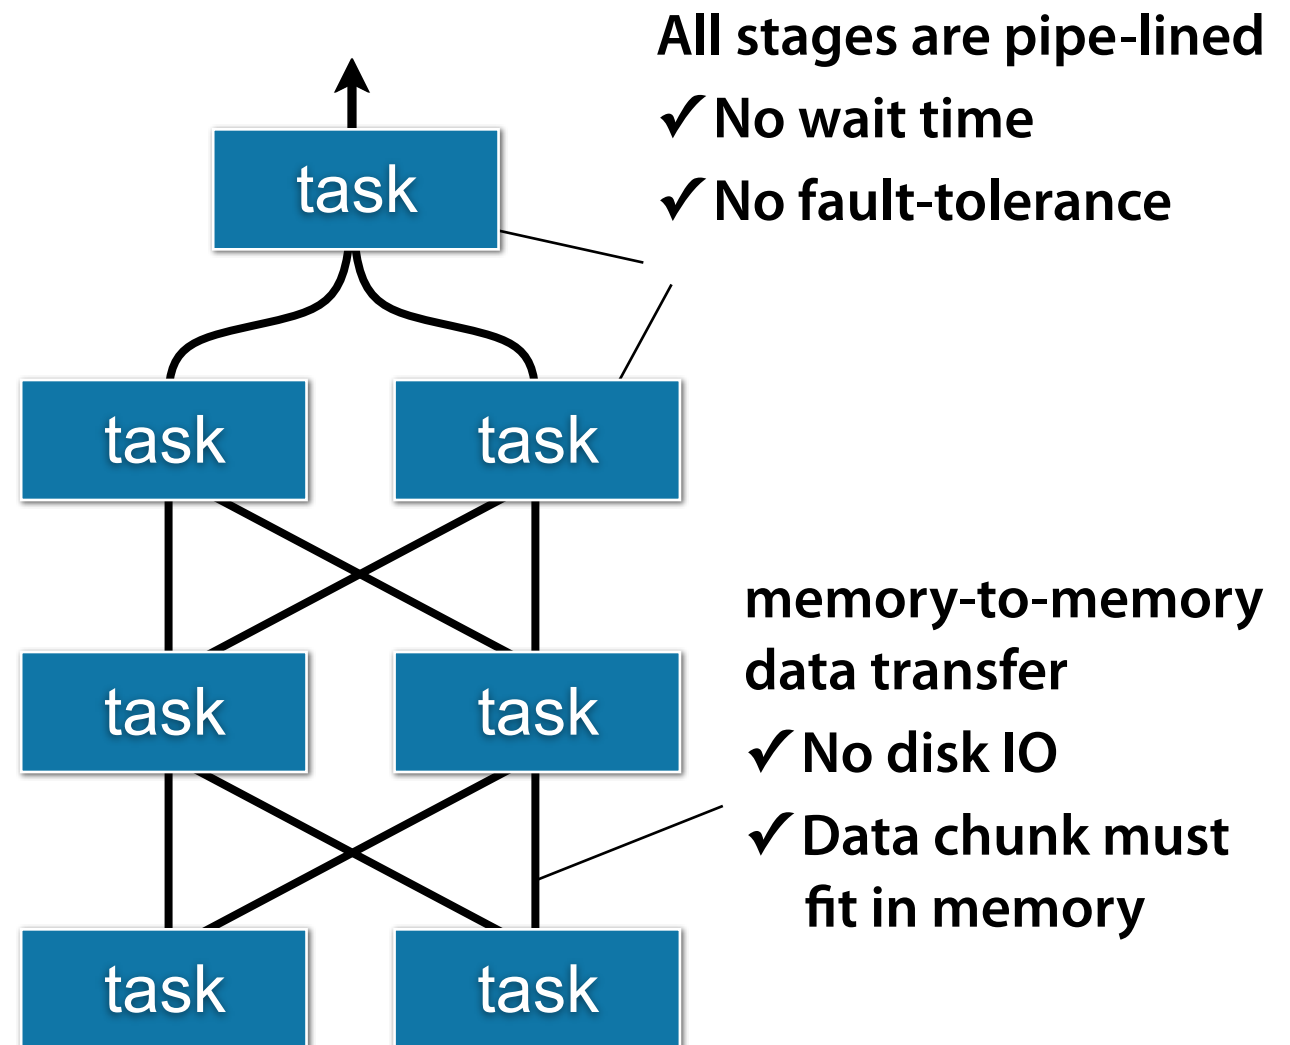 All stages are pipe-lined
✓ No wait time
task
✓ No fault-tolerance
task task
memory-to-memory
data transfer
task task
✓ No disk IO
✓ Data chunk must
fit in memory
task task